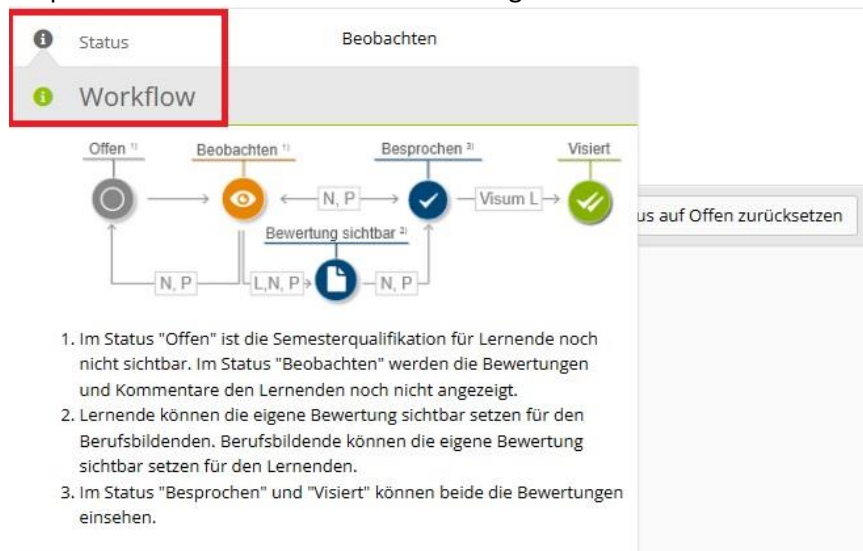 Status Beobachten
Workflow
Offen 1) Beobachten 1) Besprochen 3) Visiert
N, P Visum L
us auf Offen zurücksetzen
Bewertung sichtbar 2)
N, P L,N, P N, P
1. Im Status "Offen" ist die Semesterqualifikation für Lernende noch
nicht sichtbar. Im Status "Beobachten" werden die Bewertungen
und Kommentare den Lernenden noch nicht angezeigt.
2. Lernende können die eigene Bewertung sichtbar setzen für den
Berufsbildenden. Berufsbildende können die eigene Bewertung
sichtbar setzen für den Lernenden.
3. Im Status "Besprochen" und "Visiert" können beide die Bewertungen
einsehen.